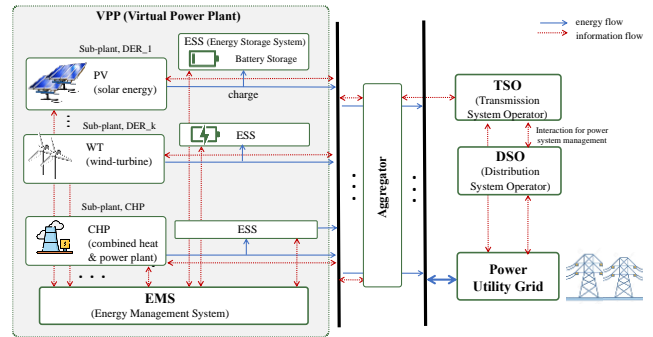 VPP (Virtual Power Plant)
energy flow
information flow
Sub-plant, DER_1
ESS (Energy Storage System)
Battery Storage
PV
(solar energy)
charge
TSO
(Transmission
System Operator)
Sub-plant, DER_k
WT
(wind-turbine)
ESS
Interaction for power
system management
Aggregator
DSO
(Distribution
System Operator)
Sub-plant, CHP
CHP
(combined heat
& power plant)
ESS
Power
Utility Grid
EMS
(Energy Management System)